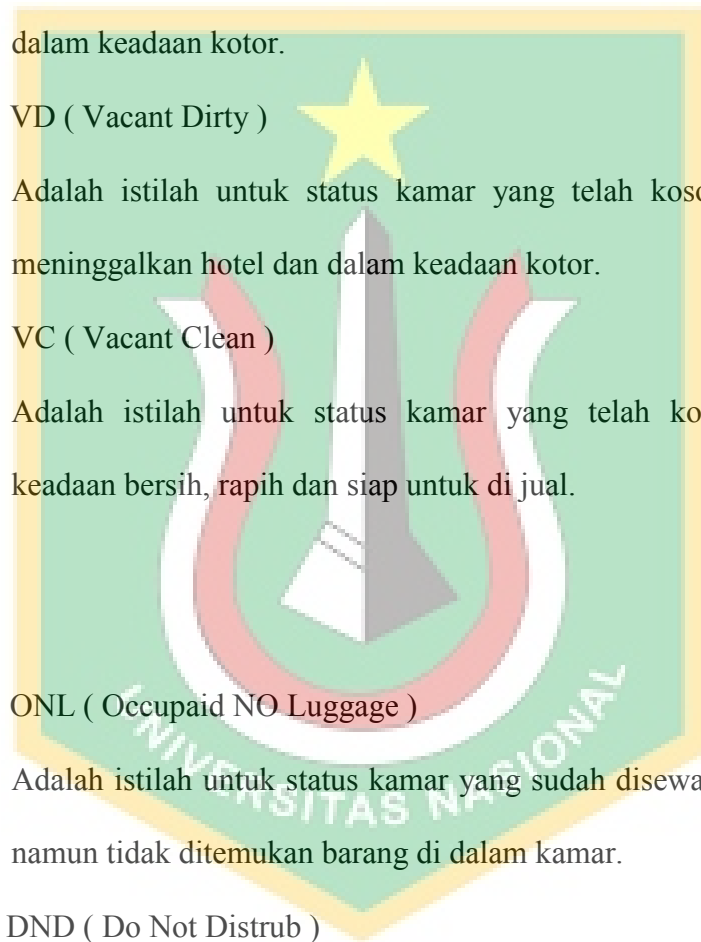 dalam keadaan kotor.
VD ( Vacant Dirty )
Adalah istilah untuk status kamar yang telah
meninggalkan hotel dan dalam keadaan kotor.
VC ( Vacant Clean )
Adalah istilah untuk status kamar yang telah
keadaan bersih, rapih dan siap untuk di jual.
ONL ( Occupaid NO Luggage )
UNIVERSITAS NASIONAL
Adalah istilah untuk status kamar yang sudah
namun tidak ditemukan barang di dalam kamar.
DND ( Do Not Distrub )